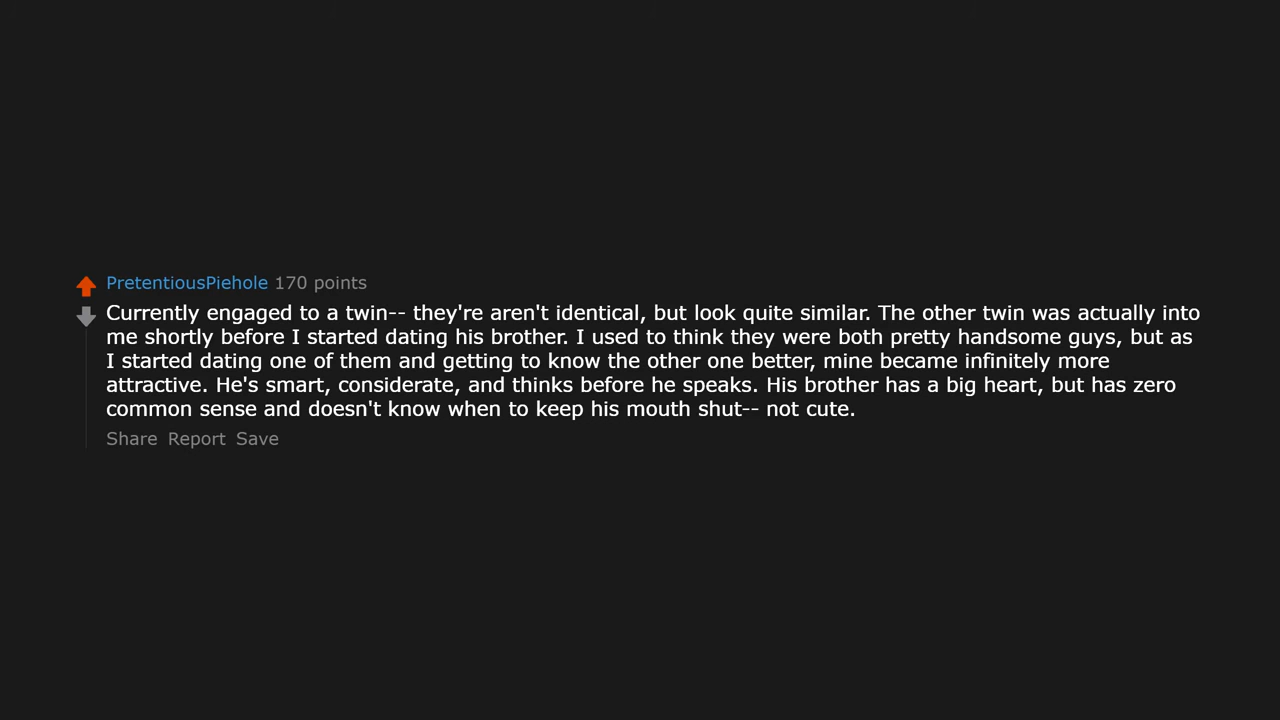 PretentiousPiehole 170 points
Currently engaged to a twin-- they're aren't identical, but look quite similar. The other twin was actually into
me shortly before I started dating his brother. I used to think they were both pretty handsome guys, but as
I started dating one of them and getting to know the other one better, mine became infinitely more
attractive. He's smart, considerate, and thinks before he speaks. His brother has a big heart, but has zero
common sense and doesn't know when to keep his mouth shut-- not cute.
Share Report Save